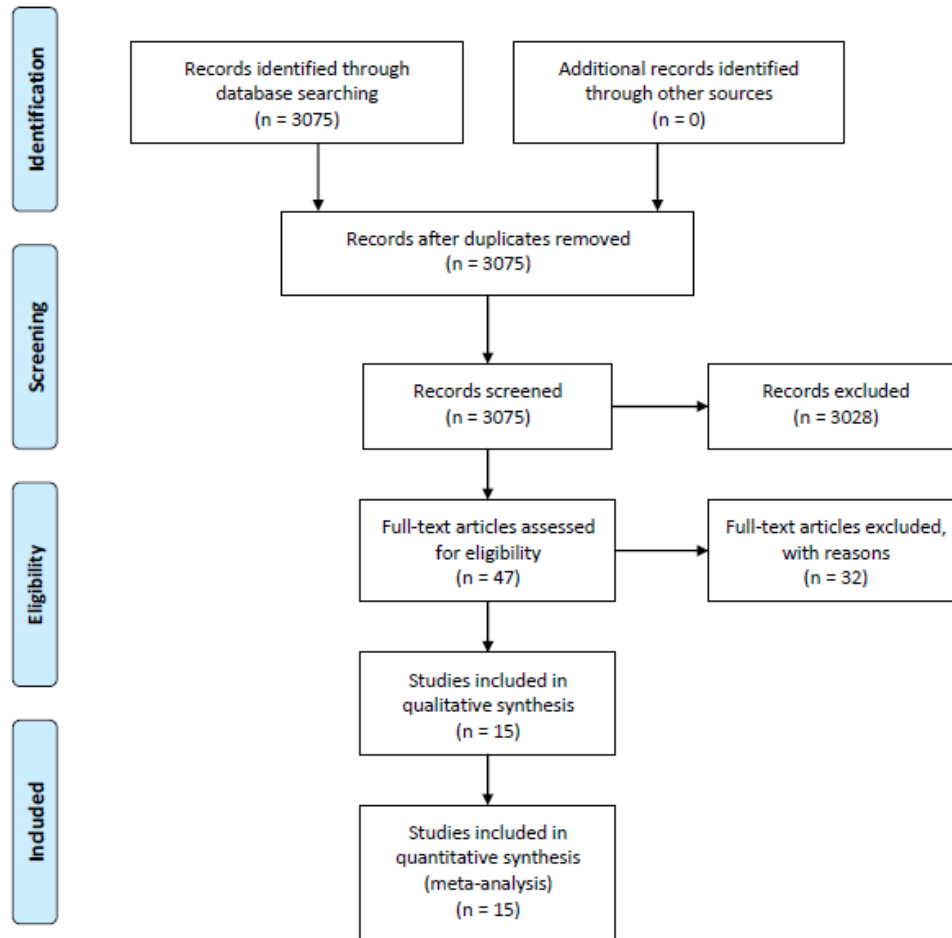 Identification
Records identified through
database searching
(n = 3075)
Additional records identified
through other sources
(n = 0)
Records after duplicates removed
(n = 3075)
Screening
Records screened
(n = 3075)
Records excluded
(n = 3028)
Eligibility
Full-text articles assessed
for eligibility
(n = 47)
Full-text articles excluded,
with reasons
(n = 32)
Studies included in
qualitative synthesis
(n = 15)
Included
Studies included in
quantitative synthesis
(meta-analysis)
(n = 15)